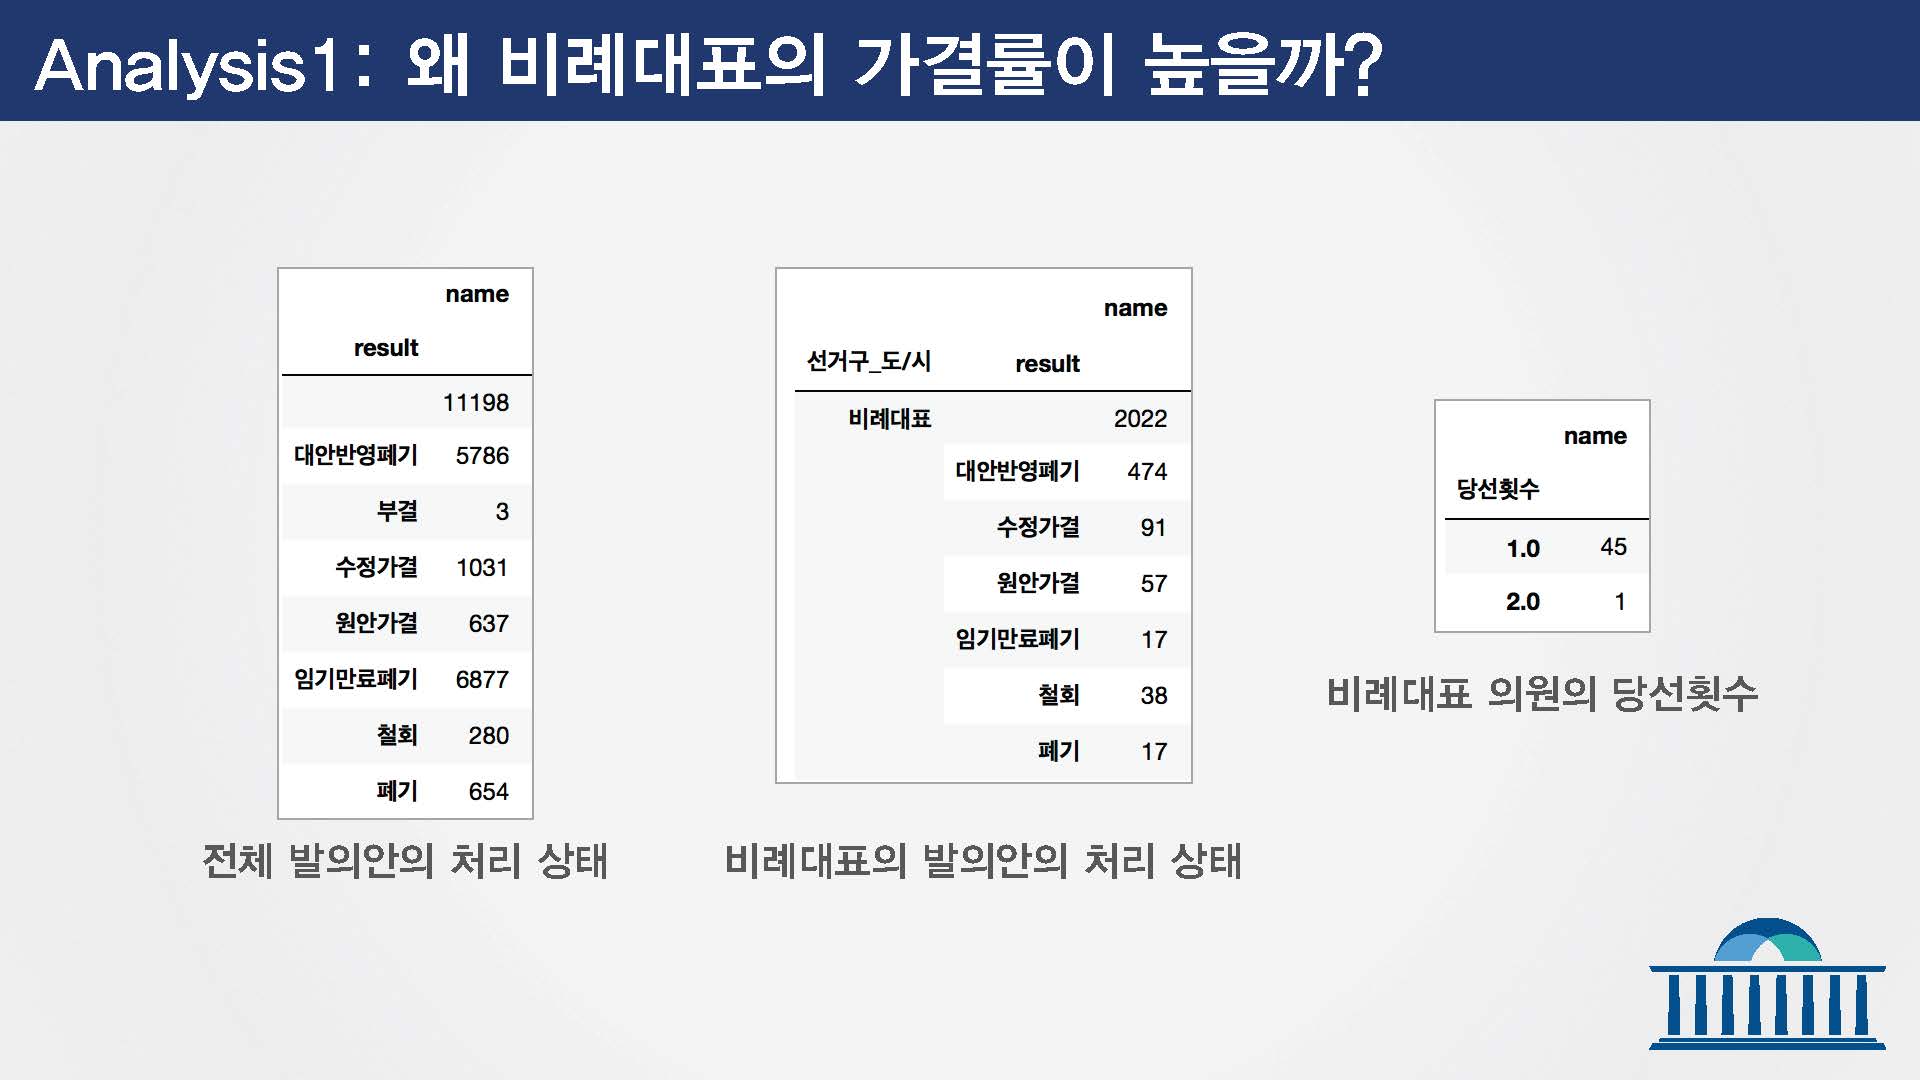 Analysis1: 왜 비례대표의 가결률이 높을까?
name
result
11198
대안반영폐기 5786
부결 3
수정가결 1031
원안가결 637
임기만료폐기 6877
철회 280
폐기 654
전체 발의안의 처리 상태
name
선거구_도/시 result
비례대표 2022
대안반영폐기 474
수정가결 91
원안가결 57
임기만료폐기 17
철회 38
폐기 17
비례대표의 발의안의 처리 상태
name
당선횟수
1.0 45
2.0 1
비례대표 의원의 당선횟수